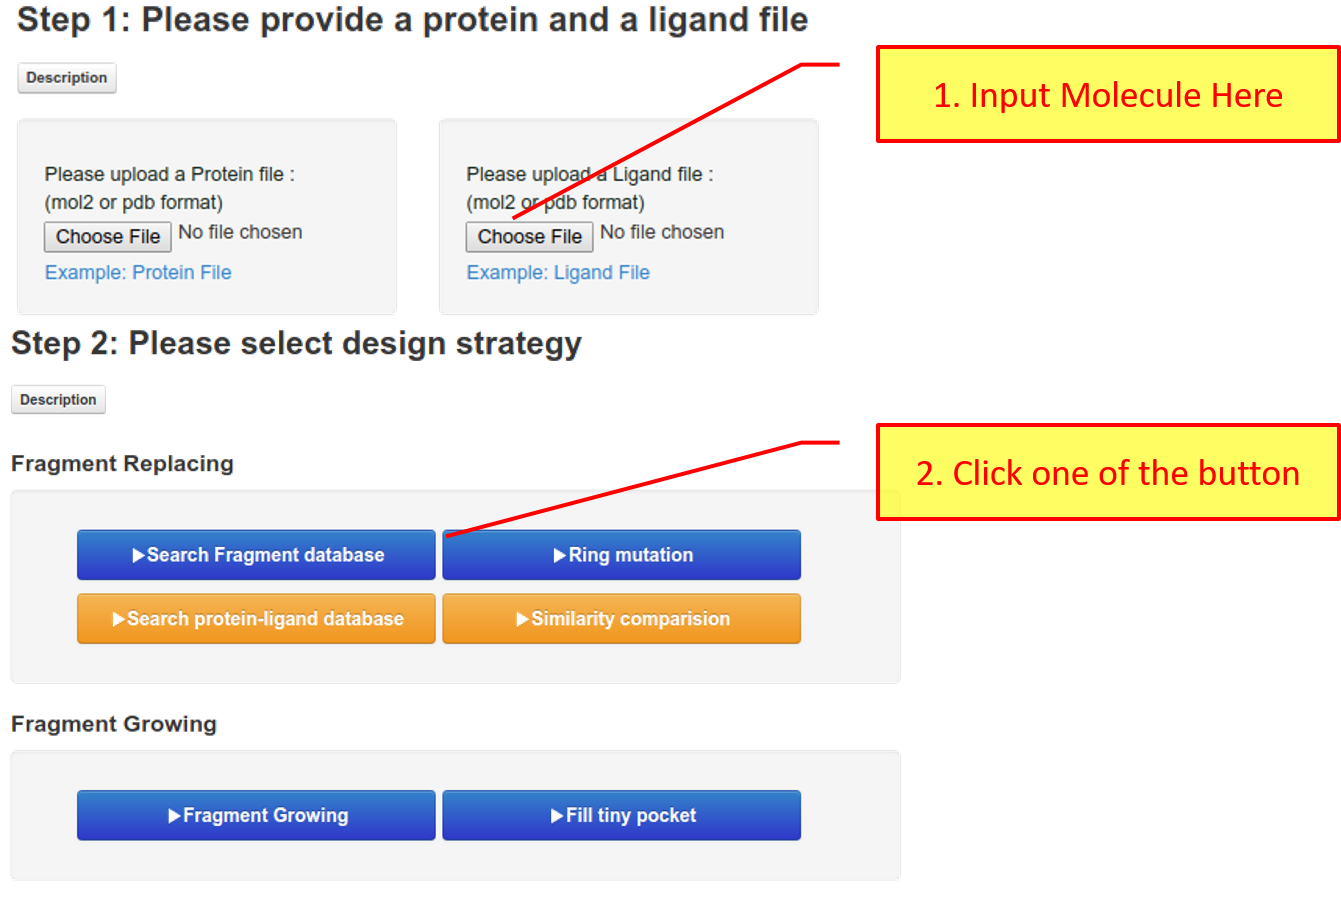 Step 1: Please provide a protein and a ligand file
Description
1. Input Molecule Here
Please upload a Protein file :
(mol2 or pdb format)
Choose File No file chosen
Example: Protein File
Please upload a Ligand file :
(mol2 or pdb format)
Choose File No file chosen
Example: Ligand File
Step 2: Please select design strategy
Description
2. Click one of the button
Fragment Replacing
Search Fragment database
Ring mutation
Search protein-ligand database
Similarity comparision
Fragment Growing
Fragment Growing
Fill tiny pocket